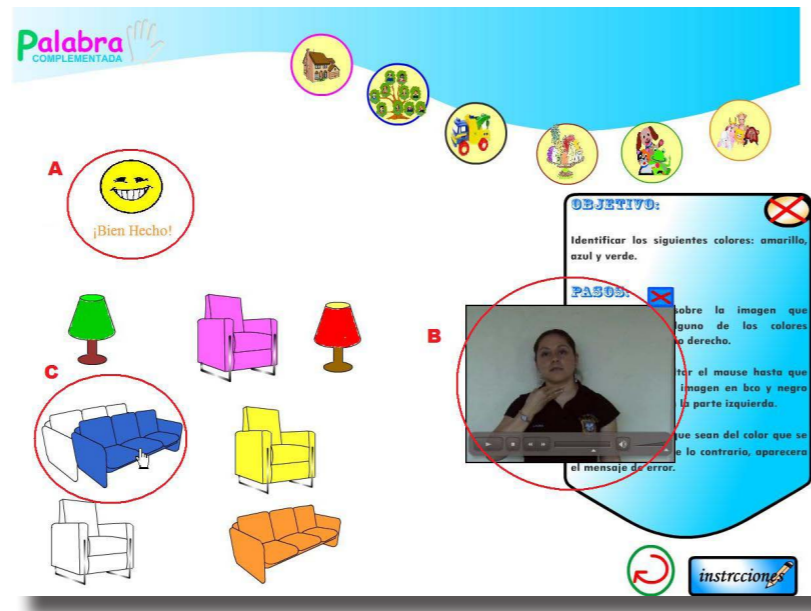 Palabra
COMPLEMENTADA
A
¡Bien Hecho!
OBJETIVO:
Identificar los siguientes colores: amarillo,
azul y verde.
PASOS:
sobre la imagen que
lguno de los colores
o derecho.
B
tar el mouse hasta que
imagen en bco y negra
la parte izquierda.
C
que sean del color que se
e lo contrario, aparecera
el mensaje de error.
instrcciones